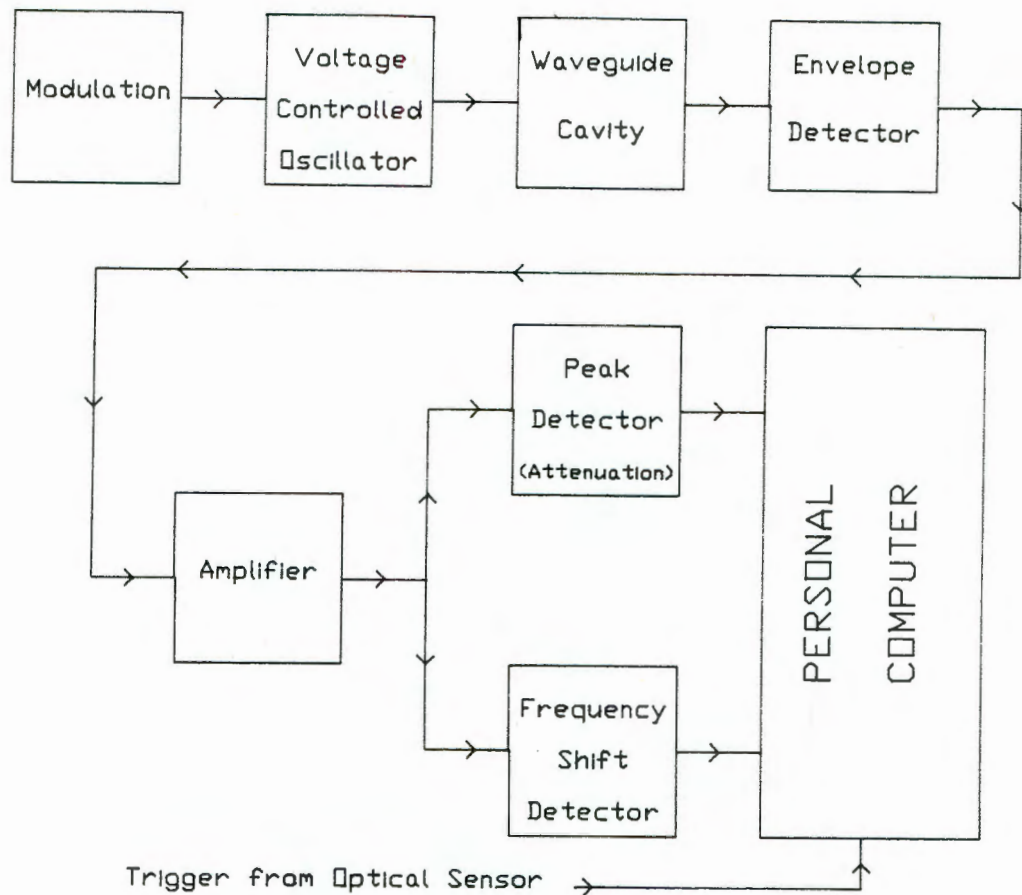 Modulation
Voltage
Controlled
Oscillator
Waveguide
Cavity
Envelope
Detector
Peak
Detector
(Attenuation)
Amplifier
Frequency
Shift
Detector
PERSONAL
COMPUTER
Trigger from Optical Sensor